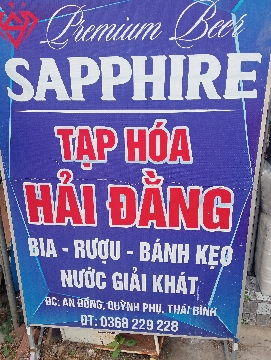 Premium Beer
SAPPHIRE
TẠP HÓA
HẢI ĐẰNG
BIA - RƯỢU - BÁNH KẸO
NƯỚC GIẢI KHÁT
ĐC: AN ĐỒNG, QUỲNH PHỤ, THÁI BÌNH
ĐT: 0368 229 228